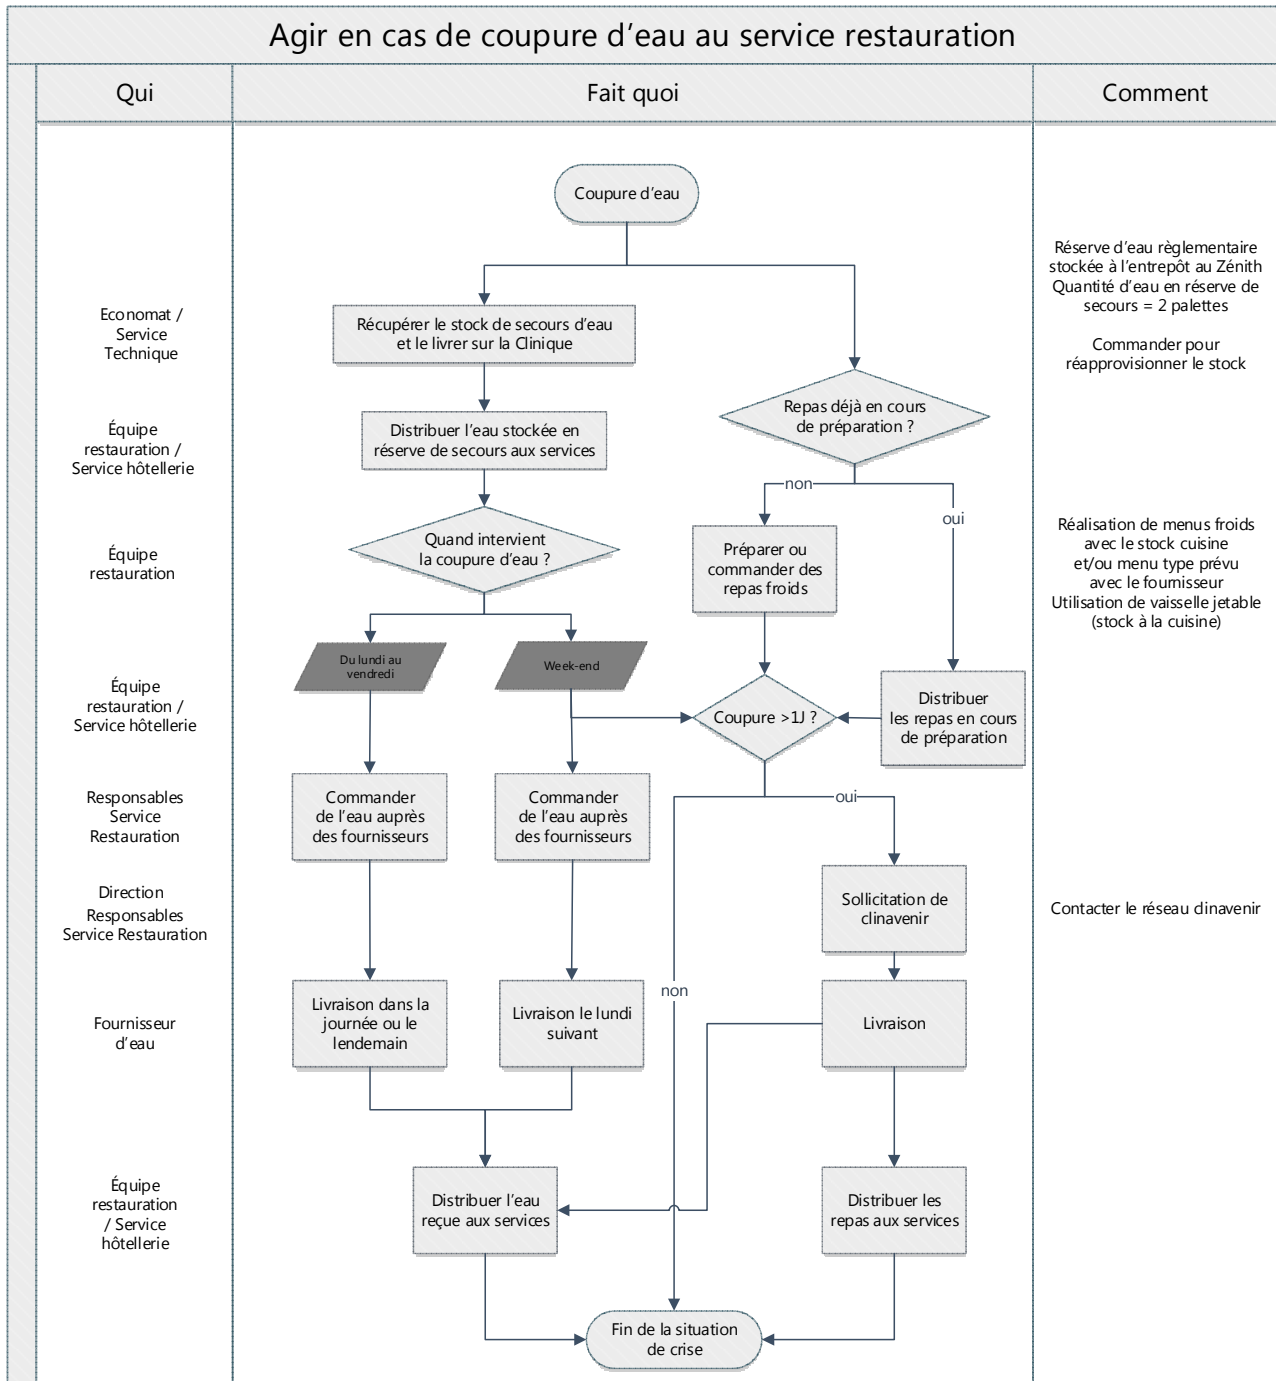 Agir en cas de coupure d'eau au service restauration
Qui
Fait quoi
Comment
Coupure d'eau
Réserve d'eau règlementaire
stockée à l'entrepôt au Zénith
Quantité d'eau en réserve de
secours = 2 palettes
Commander pour
réapprovisionner le stock
Economat /
Service
Technique
Récupérer le stock de secours d'eau
et le livrer sur la Clinique
Repas déjà en cours
de préparation ?
Équipe
restauration /
Service hôtellerie
Distribuer l'eau stockée en
réserve de secours aux services
non
oui
Quand intervient
la coupure d'eau ?
Équipe
restauration
Préparer ou
commander des
repas froids
Réalisation de menus froids
avec le stock cuisine
et/ou menu type prévu
avec le fournisseur
Utilisation de vaisselle jetable
(stock à la cuisine)
Du lundi au
vendredi
Week-end
Équipe
restauration /
Service hôtellerie
Coupure >1J ?
Distribuer
les repas en cours
de préparation
Responsables
Service
Restauration
Commander
de l'eau auprès
des fournisseurs
Commander
de l'eau auprès
des fournisseurs
oui
Direction
Responsables
Service Restauration
Sollicitation de
clinavenir
Contacter le réseau clinavenir
non
Fournisseur
d'eau
Livraison dans la
journée ou le
lendemain
Livraison le lundi
suivant
Livraison
Équipe
restauration
/ Service
hôtellerie
Distribuer l'eau
reçue aux services
Distribuer les
repas aux services
Fin de la situation
de crise